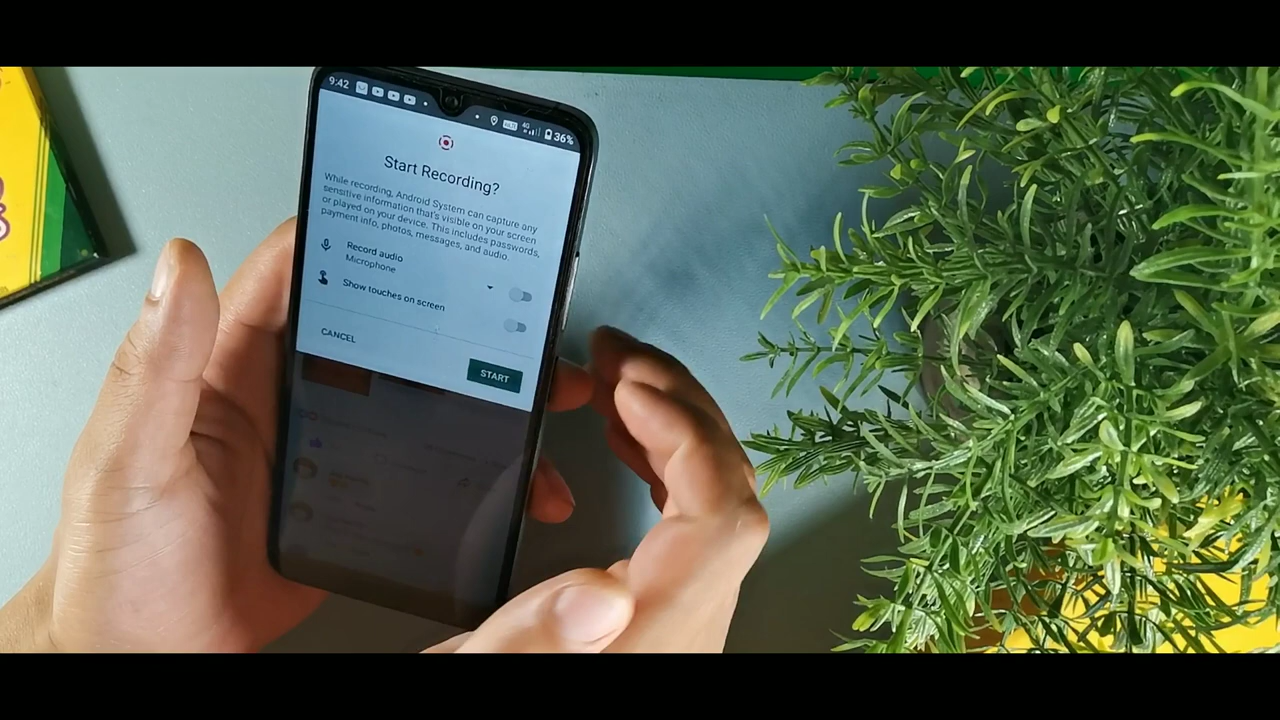 9:42
4G
36%
Start Recording?
While recording, Android System can capture any
sensitive information that's visible on your screen
or played on your device. This includes passwords,
payment info, photos, messages, and audio.
Record audio
Microphone
Show touches on screen
CANCEL
START